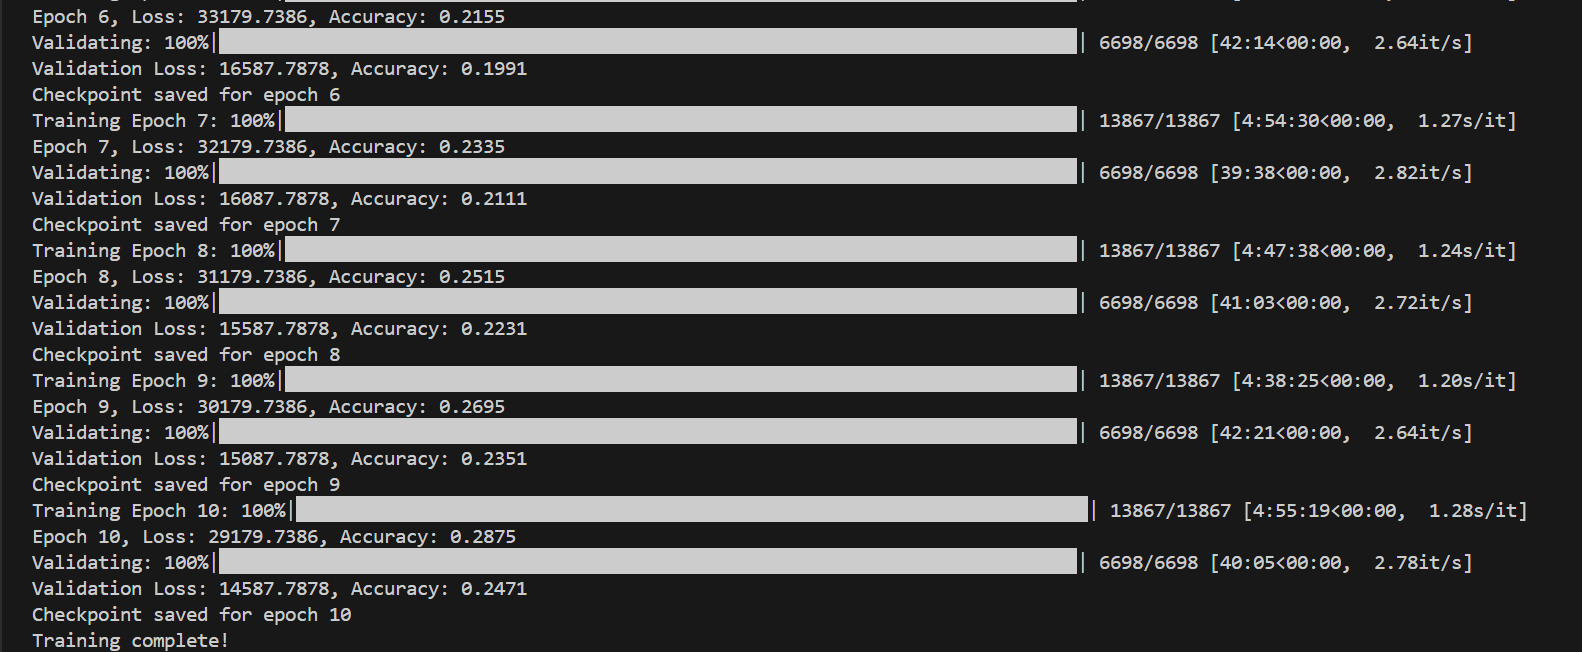 Epoch 6, Loss: 33179.7386, Accuracy: 0.2155
Validating: 100%| | 6698/6698 [42:14<00:00, 2.64it/s]
Validation Loss: 16587.7878, Accuracy: 0.1991
Checkpoint saved for epoch 6
Training Epoch 7: 100%| | 13867/13867 [4:54:30<00:00, 1.27s/it]
Epoch 7, Loss: 32179.7386, Accuracy: 0.2335
Validating: 100%| | 6698/6698 [39:38<00:00, 2.82it/s]
Validation Loss: 16087.7878, Accuracy: 0.2111
Checkpoint saved for epoch 7
Training Epoch 8: 100%| | 13867/13867 [4:47:38<00:00, 1.24s/it]
Epoch 8, Loss: 31179.7386, Accuracy: 0.2515
Validating: 100%| | 6698/6698 [41:03<00:00, 2.72it/s]
Validation Loss: 15587.7878, Accuracy: 0.2231
Checkpoint saved for epoch 8
Training Epoch 9: 100%| | 13867/13867 [4:38:25<00:00, 1.20s/it]
Epoch 9, Loss: 30179.7386, Accuracy: 0.2695
Validating: 100%| | 6698/6698 [42:21<00:00, 2.64it/s]
Validation Loss: 15087.7878, Accuracy: 0.2351
Checkpoint saved for epoch 9
Training Epoch 10: 100%| | 13867/13867 [4:55:19<00:00, 1.28s/it]
Epoch 10, Loss: 29179.7386, Accuracy: 0.2875
Validating: 100%| | 6698/6698 [40:05<00:00, 2.78it/s]
Validation Loss: 14587.7878, Accuracy: 0.2471
Checkpoint saved for epoch 10
Training complete!